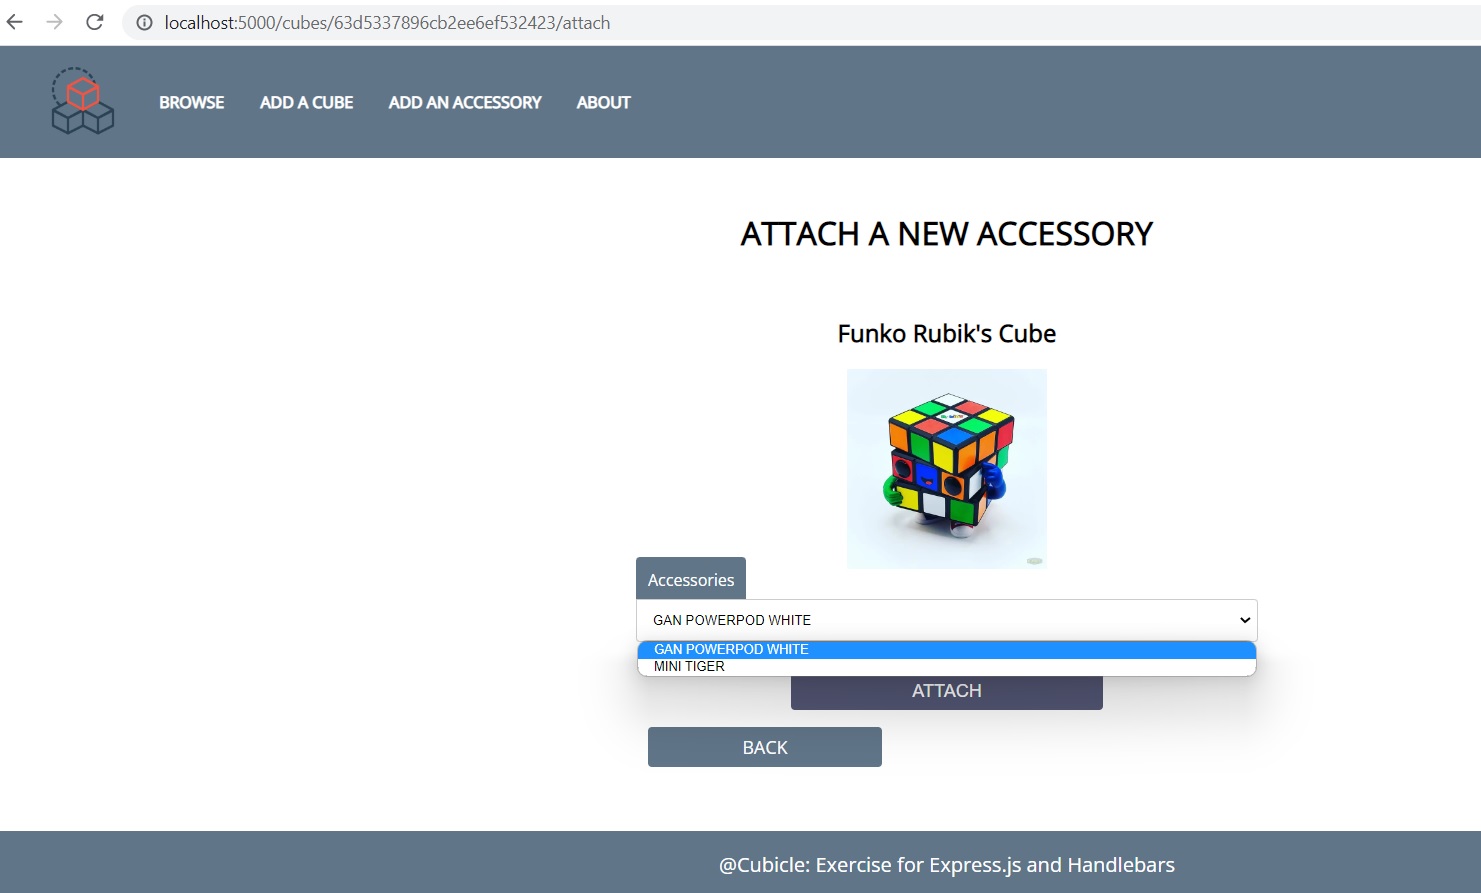 localhost:5000/cubes/63d5337896cb2ee6ef532423/attach
BROWSE ADD A CUBE ADD AN ACCESSORY ABOUT
ATTACH A NEW ACCESSORY
Funko Rubik's Cube
Accessories
GAN POWERPOD WHITE
GAN POWERPOD WHITE
MINI TIGER
ATTACH
BACK
@Cubicle: Exercise for Express.js and Handlebars